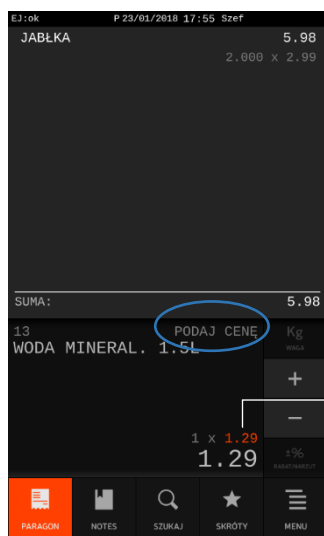 EJ:ok P 23/01/2018 17:55 Szef
JABŁKA 5.98
2.000 x 2.99
SUMA: 5.98
13 PODAJ CENĘ
WODA MINERAL. 1.5L
Kg
WAGA
+
−
1 x 1.29
1.29
±%
RABAT/NARZUT
PARAGON NOTES SZUKAJ SKRÓTY MENU